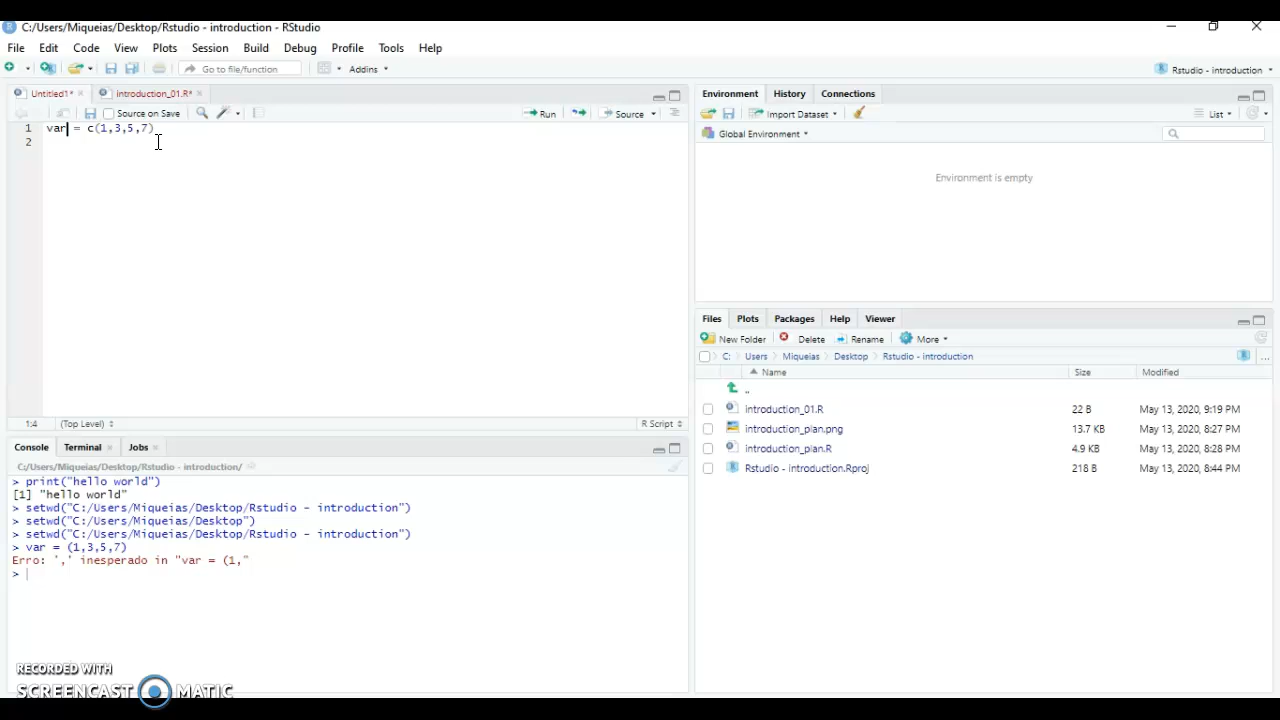 C:/Users/Miqueias/Desktop/Rstudio - introduction - RStudio
File Edit Code View Plots Session Build Debug Profile Tools Help
Go to file/function Addins Rstudio - introduction
Untitled1* introduction_01.R*
Source on Save Run Source
1 var = c(1,3,5,7)
2
1:4 (Top Level) R Script
Console Terminal Jobs
C:/Users/Miqueias/Desktop/Rstudio - introduction/
> print("hello world")
[1] "hello world"
> setwd("C:/Users/Miqueias/Desktop/Rstudio - introduction")
> setwd("C:/Users/Miqueias/Desktop")
> setwd("C:/Users/Miqueias/Desktop/Rstudio - introduction")
> var = (1,3,5,7)
Erro: ',' inesperado in "var = (1,"
>
Environment History Connections
Import Dataset List
Global Environment
Environment is empty
Files Plots Packages Help Viewer
New Folder Delete Rename More
C: Users Miqueias Desktop Rstudio - introduction ...
Name Size Modified
..
introduction_01.R 22 B May 13, 2020, 9:19 PM
introduction_plan.png 13.7 KB May 13, 2020, 8:27 PM
introduction_plan.R 4.9 KB May 13, 2020, 8:28 PM
Rstudio - introduction.Rproj 218 B May 13, 2020, 8:44 PM
RECORDED WITH
SCREENCAST MATIC